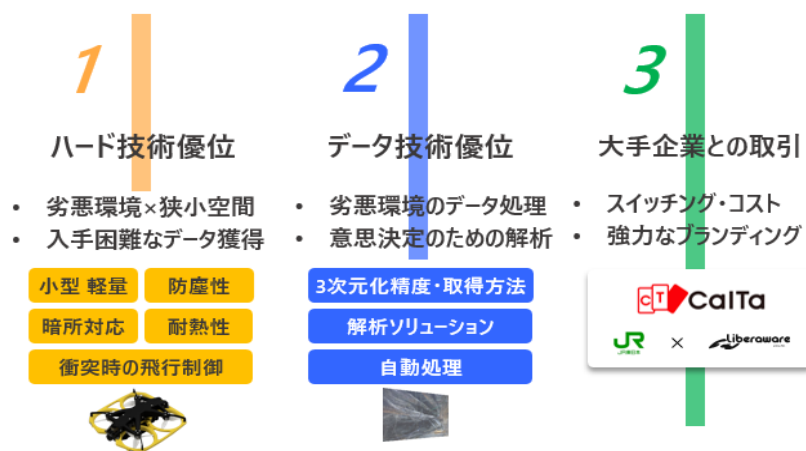 1
ハード技術優位
• 劣悪環境×狭小空間
• 入手困難なデータ獲得
小型 軽量
防塵性
暗所対応
耐熱性
衝突時の飛行制御
2
データ技術優位
• 劣悪環境のデータ処理
• 意思決定のための解析
3次元化精度・取得方法
解析ソリューション
自動処理
3
大手企業との取引
• スイッチング・コスト
• 強力なブランディング
CT CalTa
JR
JR東日本
×
Liberaware